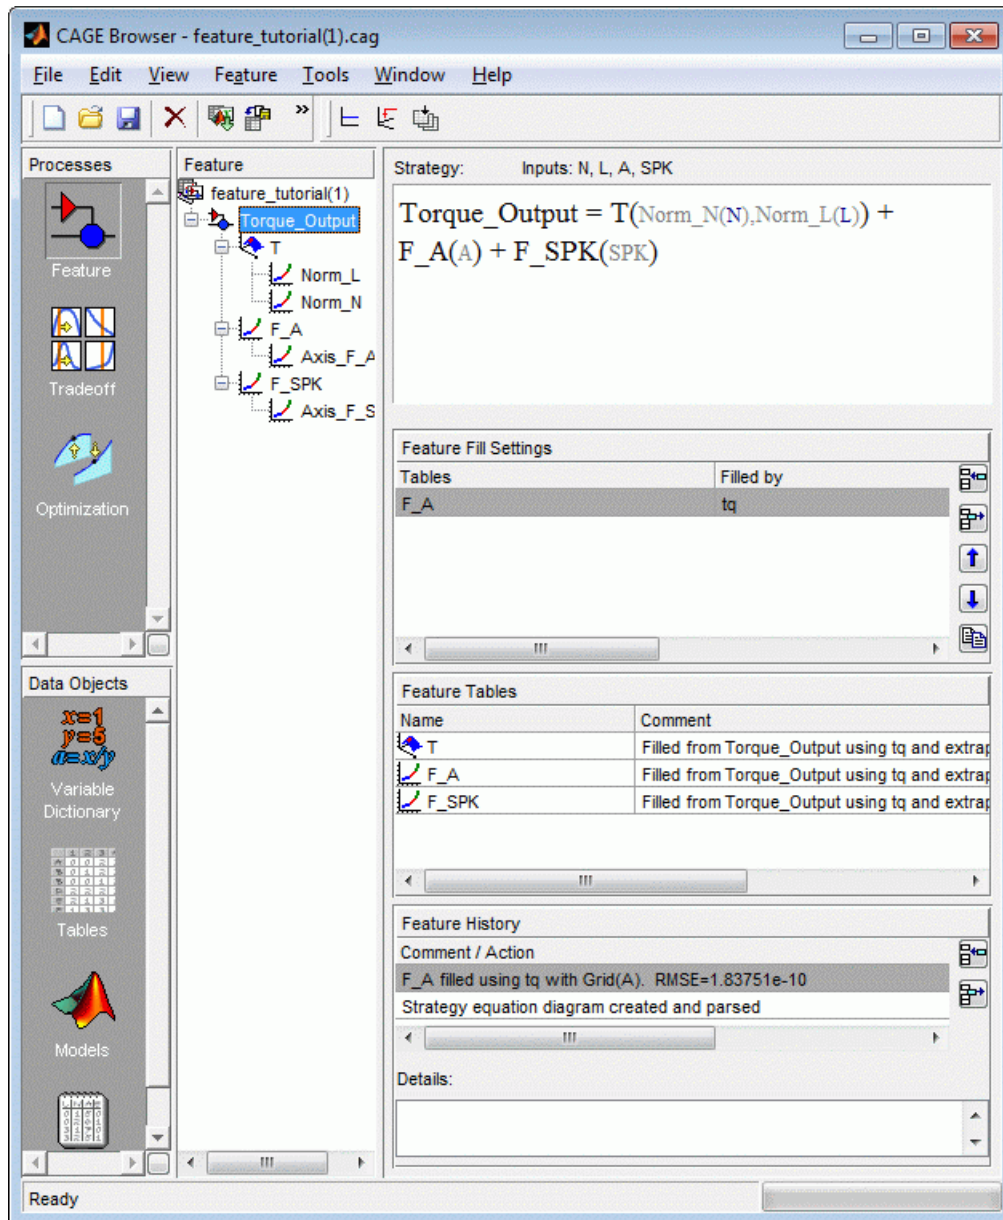 CAGE Browser - feature_tutorial(1).cag
File Edit View Feature Tools Window Help
Processes
Feature
Tradeoff
Optimization
Data Objects
x=1
y=5
a=x/y
Variable
Dictionary
Tables
Models
Feature
feature_tutorial(1)
Torque_Output
T
Norm_L
Norm_N
F_A
Axis_F_A
F_SPK
Axis_F_S
Strategy: Inputs: N, L, A, SPK
Torque_Output = T(Norm_N(N),Norm_L(L)) +
F_A(A) + F_SPK(SPK)
Feature Fill Settings
Tables Filled by
F_A tq
Feature Tables
Name Comment
T Filled from Torque_Output using tq and extrap
F_A Filled from Torque_Output using tq and extrap
F_SPK Filled from Torque_Output using tq and extrap
Feature History
Comment / Action
F_A filled using tq with Grid(A). RMSE=1.83751e-10
Strategy equation diagram created and parsed
Details:
Ready